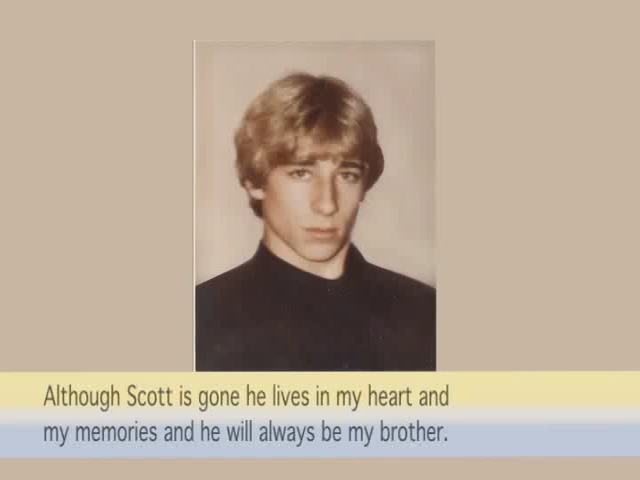 Although Scott is gone he lives in my heart and
my memories and he will always be my brother.